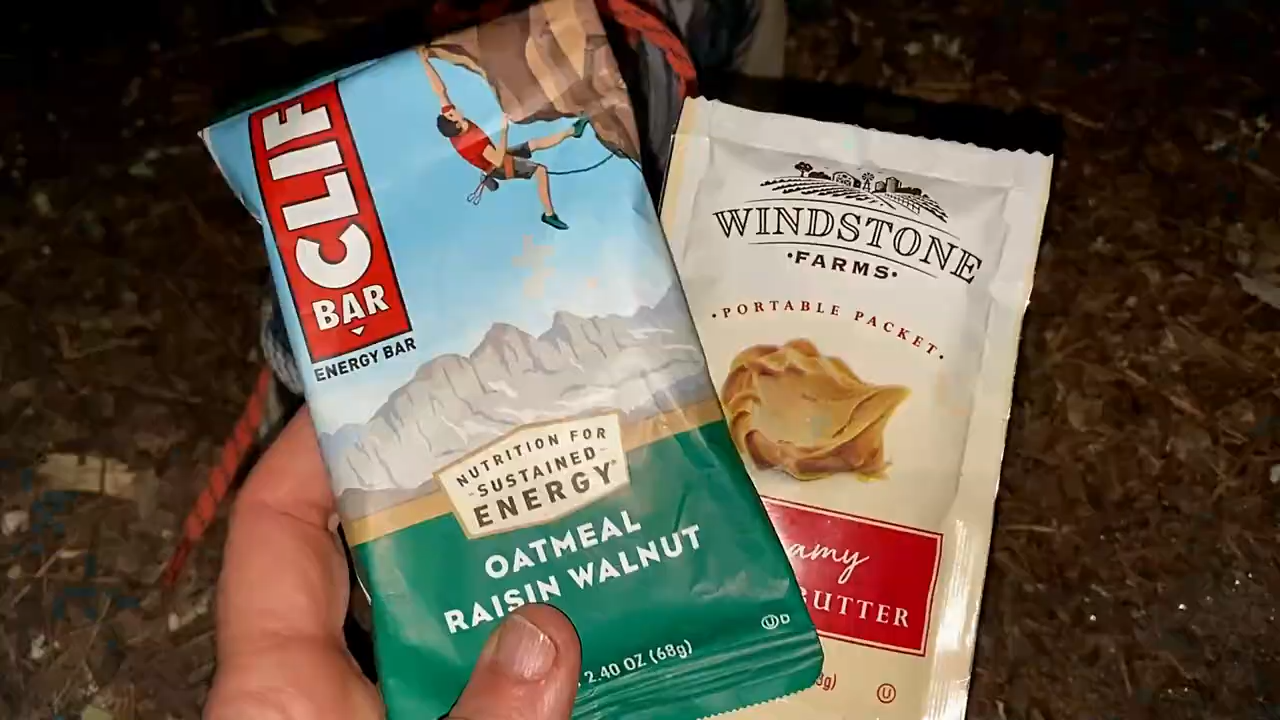 CLIF
BAR
ENERGY BAR
NUTRITION FOR
-SUSTAINED-
ENERGY
OATMEAL
RAISIN WALNUT
2.40 OZ (68g)
U D
WINDSTONE
·FARMS·
·PORTABLE PACKET·
amy
BUTTER
U